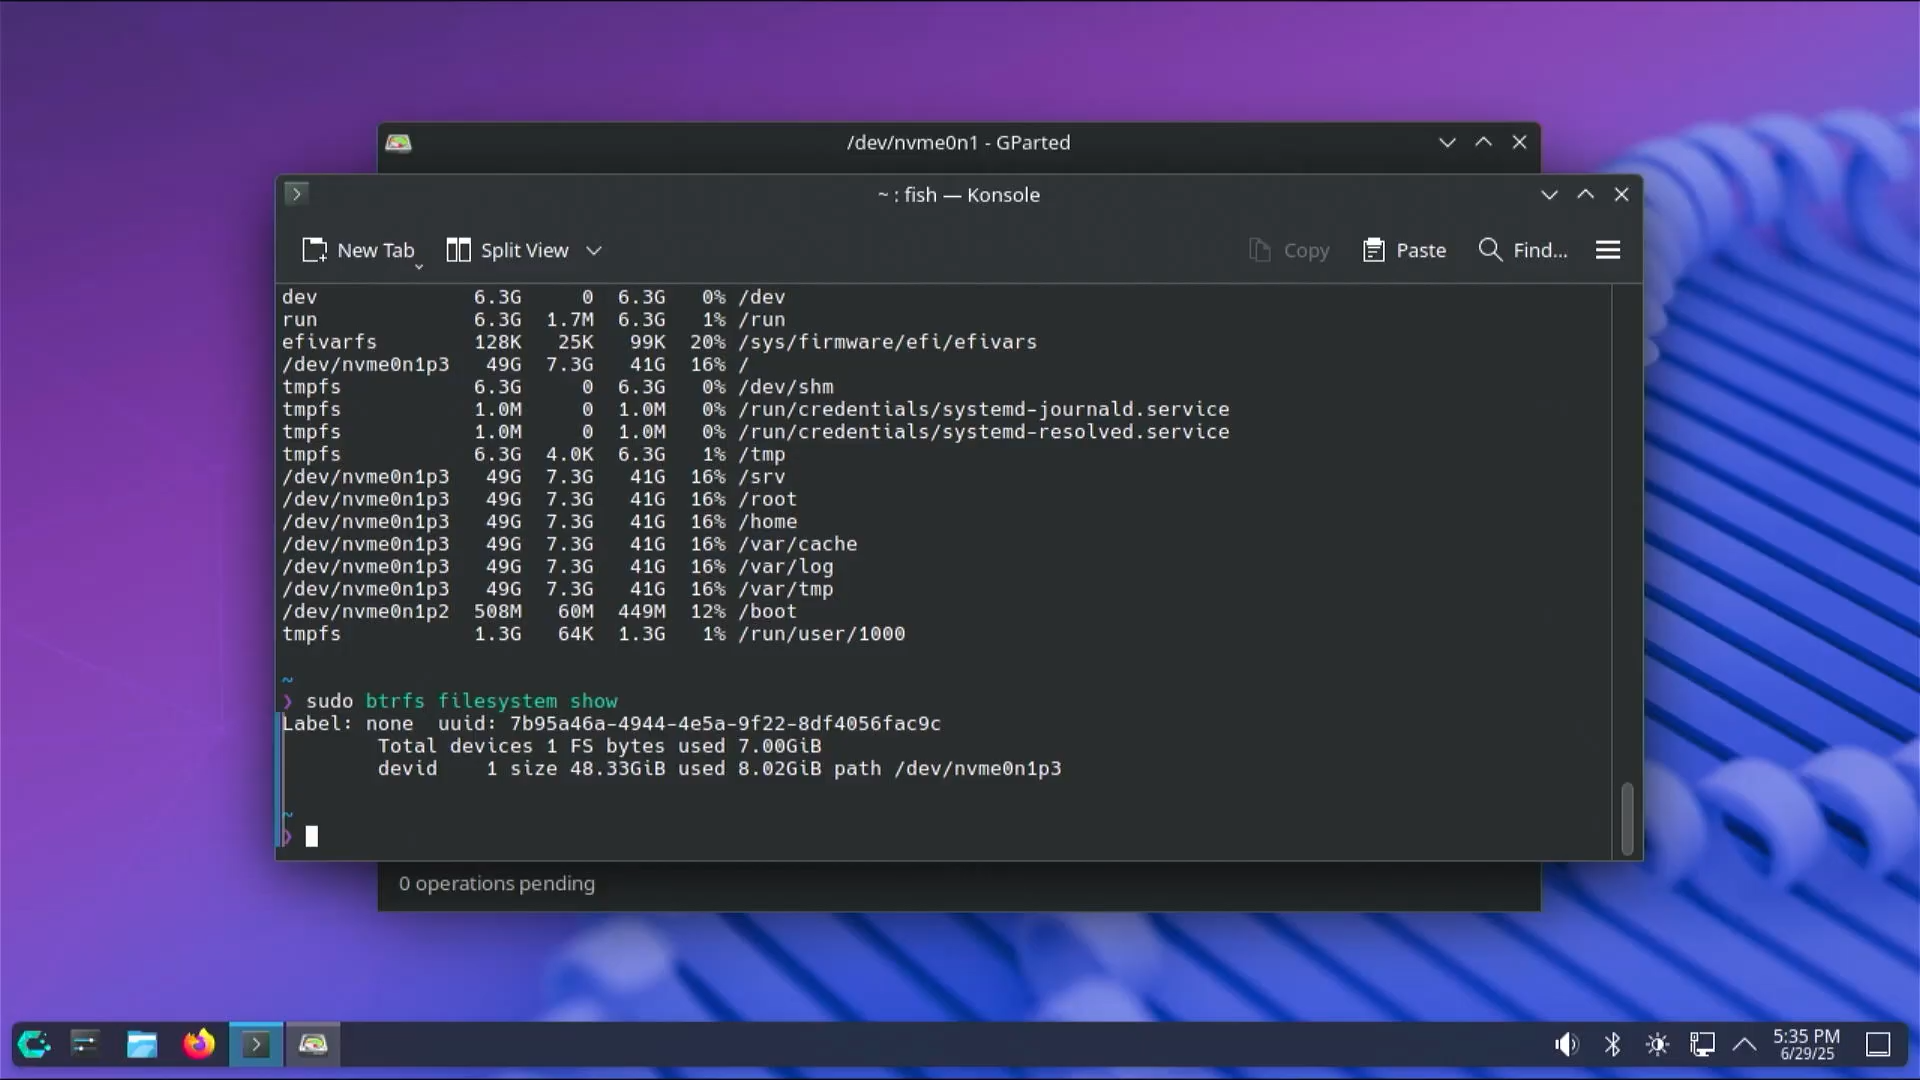 /dev/nvme0n1 - GParted
~ : fish — Konsole
New Tab Split View Copy Paste Find...
dev 6.3G 0 6.3G 0% /dev
run 6.3G 1.7M 6.3G 1% /run
efivarfs 128K 25K 99K 20% /sys/firmware/efi/efivars
/dev/nvme0n1p3 49G 7.3G 41G 16% /
tmpfs 6.3G 0 6.3G 0% /dev/shm
tmpfs 1.0M 0 1.0M 0% /run/credentials/systemd-journald.service
tmpfs 1.0M 0 1.0M 0% /run/credentials/systemd-resolved.service
tmpfs 6.3G 4.0K 6.3G 1% /tmp
/dev/nvme0n1p3 49G 7.3G 41G 16% /srv
/dev/nvme0n1p3 49G 7.3G 41G 16% /root
/dev/nvme0n1p3 49G 7.3G 41G 16% /home
/dev/nvme0n1p3 49G 7.3G 41G 16% /var/cache
/dev/nvme0n1p3 49G 7.3G 41G 16% /var/log
/dev/nvme0n1p3 49G 7.3G 41G 16% /var/tmp
/dev/nvme0n1p2 508M 60M 449M 12% /boot
tmpfs 1.3G 64K 1.3G 1% /run/user/1000
~
❯ sudo btrfs filesystem show
Label: none uuid: 7b95a46a-4944-4e5a-9f22-8df4056fac9c
Total devices 1 FS bytes used 7.00GiB
devid 1 size 48.33GiB used 8.02GiB path /dev/nvme0n1p3
~
❯
0 operations pending
5:35 PM
6/29/25